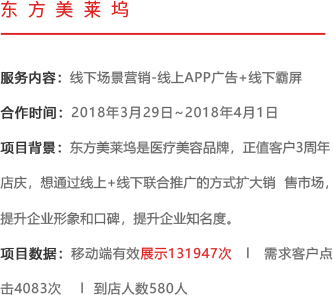 东方美莱坞
服务内容：线下场景营销-线上APP广告+线下霸屏
合作时间：2018年3月29日~2018年4月1日
项目背景：东方美莱坞是医疗美容品牌，正值客户3周年
店庆，想通过线上+线下联合推广的方式扩大销 售市场，
提升企业形象和口碑，提升企业知名度。
项目数据：移动端有效展示131947次 | 需求客户点
击4083次 | 到店人数580人